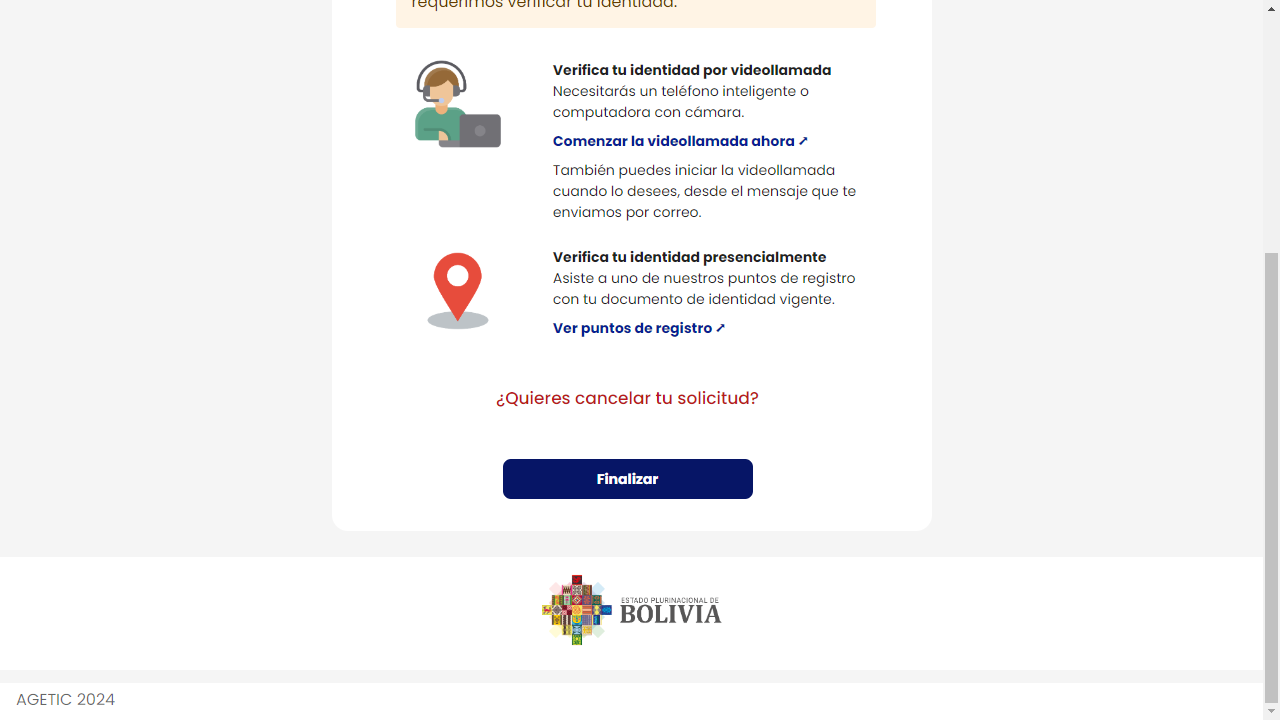 requerimos verificar tu identidad.
Verifica tu identidad por videollamada
Necesitarás un teléfono inteligente o
computadora con cámara.
Comenzar la videollamada ahora ⤢
También puedes iniciar la videollamada
cuando lo desees, desde el mensaje que te
enviamos por correo.
Verifica tu identidad presencialmente
Asiste a uno de nuestros puntos de registro
con tu documento de identidad vigente.
Ver puntos de registro ⤢
¿Quieres cancelar tu solicitud?
Finalizar
ESTADO PLURINACIONAL DE
BOLIVIA
AGETIC 2024